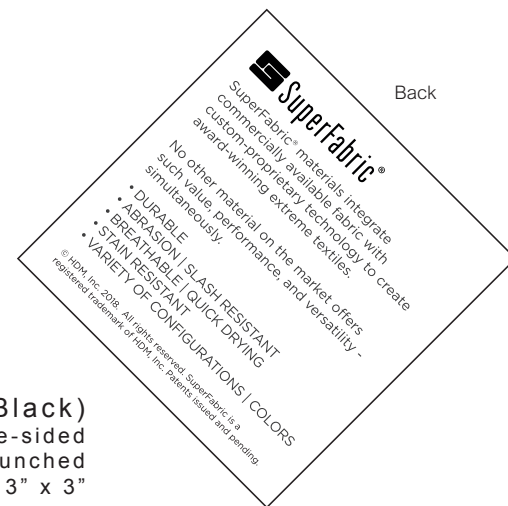 Back
SuperFabric®
SuperFabric® materials integrate
commercially available fabric with
custom-proprietary technology to create
award-winning extreme textiles.
No other material on the market offers
such value, performance, and versatility -
simultaneously.
• DURABLE
• ABRASION | SLASH RESISTANT
• BREATHABLE | QUICK DRYING
• STAIN RESISTANT
• VARIETY OF CONFIGURATIONS | COLORS
© HDM, Inc. 2018. All rights reserved. SuperFabric is a
registered trademark of HDM, Inc. Patents issued and pending.
Black)
e-sided
unched
3” x 3”